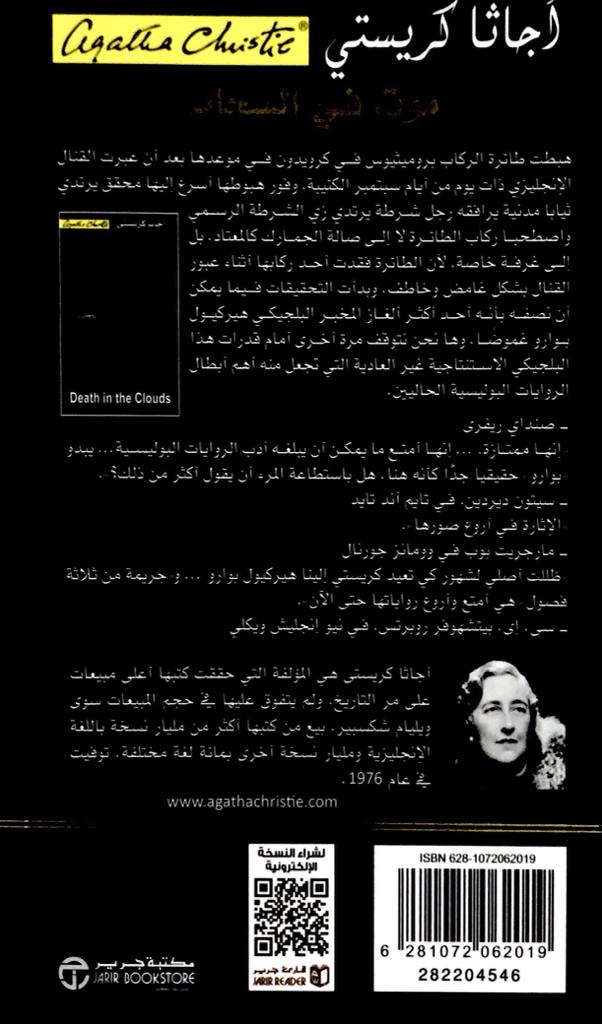 أجاثا كريستي Agatha Christie®
موت في السحاب
هبطت طائرة الركاب بروميثيوس في كرويدون في موعدها بعد أن عبرت القنال
الإنجليزي ذات يوم من أيام سبتمبر الكئيبة. وفور هبوطها أسرع إليها محقق يرتدي
ثيابا مدنية يرافقه رجل شرطة يرتدي زي الشرطة الرسمي
واصطحبا ركاب الطائرة لا إلى صالة الجمارك كالمعتاد، بل
إلى غرفة خاصة. لأن الطائرة فقدت أحد ركابها أثناء عبور
القنال بشكل غامض وخاطف. وبدأت التحقيقات فيما يمكن
أن نصفه بأنه أحد أكثر ألغاز المخبر البلجيكي هيركيول
بوارو غموضًا. وها نحن نتوقف مرة أخرى أمام قدرات هذا
البلجيكي الاستنتاجية غير العادية التي تجعل منه أهم أبطال
الروايات البوليسية الحاليين.
Agatha Christie
Death in the Clouds
ـ صنداي ريفرى
«إنها ممتازة. ... إنها أمتع ما يمكن أن يبلغه أدب الروايات البوليسية... يبدو
«بوارو» حقيقيا جدًّا كأنه هنا. هل باستطاعة المرء أن يقول أكثر من ذلك؟».
ـ سيتون ديردين، في تايم آند تايد
«الإثارة في أروع صورها».
ـ مارجريت بوب في وومانز جورنال
«ظللت أصلي لشهور كي تعيد كريستي إلينا هيركيول بوارو ... و«جريمة من ثلاثة
فصول» هي أمتع وأروع رواياتها حتى الآن».
ـ سى. إى. بيتشهوفر روبرتس، في نيو إنجليش ويكلي
أجاثا كريستى هي المؤلفة التي حققت كتبها أعلى مبيعات
على مر التاريخ، ولم يتفوق عليها في حجم المبيعات سوى
ويليام شكسبير. بيع من كتبها أكثر من مليار نسخة باللغة
الإنجليزية ومليار نسخة أخرى بمائة لغة مختلفة. توفيت
في عام 1976.
www.agathachristie.com
لشراء النسخة
الإلكترونية
قارئ جرير
JARIR READER
ISBN 628-1072062019
6 281072 062019
282204546
مكتبة جرير
JARIR BOOKSTORE